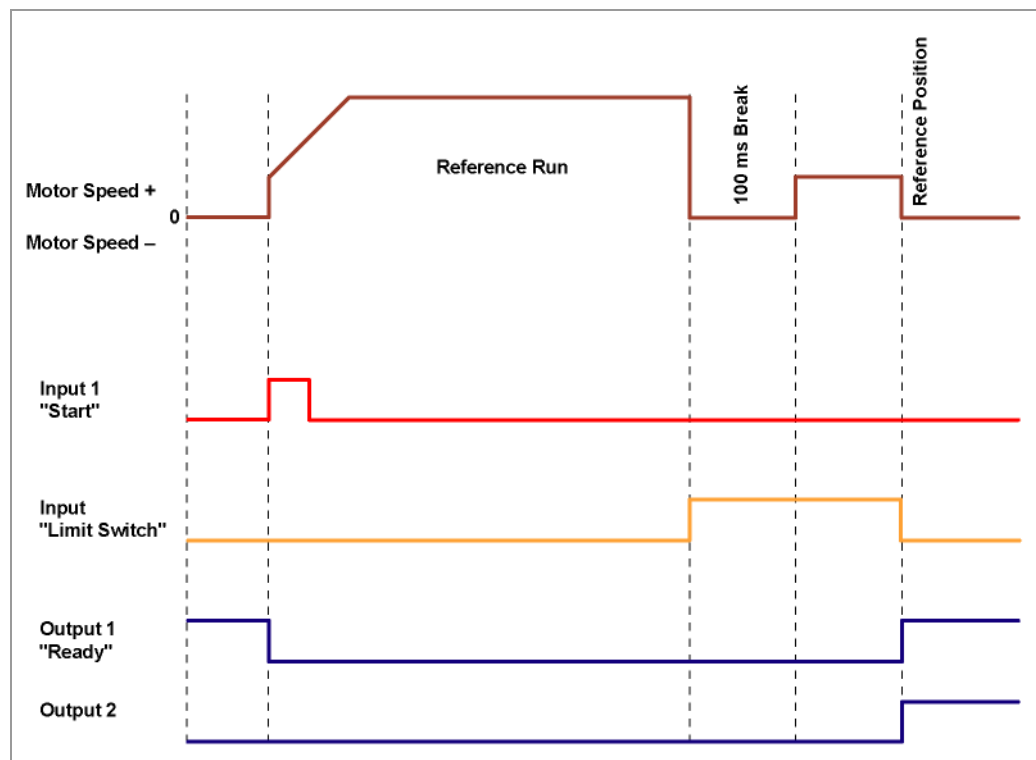 Reference Run
100 ms Break
Reference Position
Motor Speed +
0
Motor Speed –
Input 1
"Start"
Input
"Limit Switch"
Output 1
"Ready"
Output 2